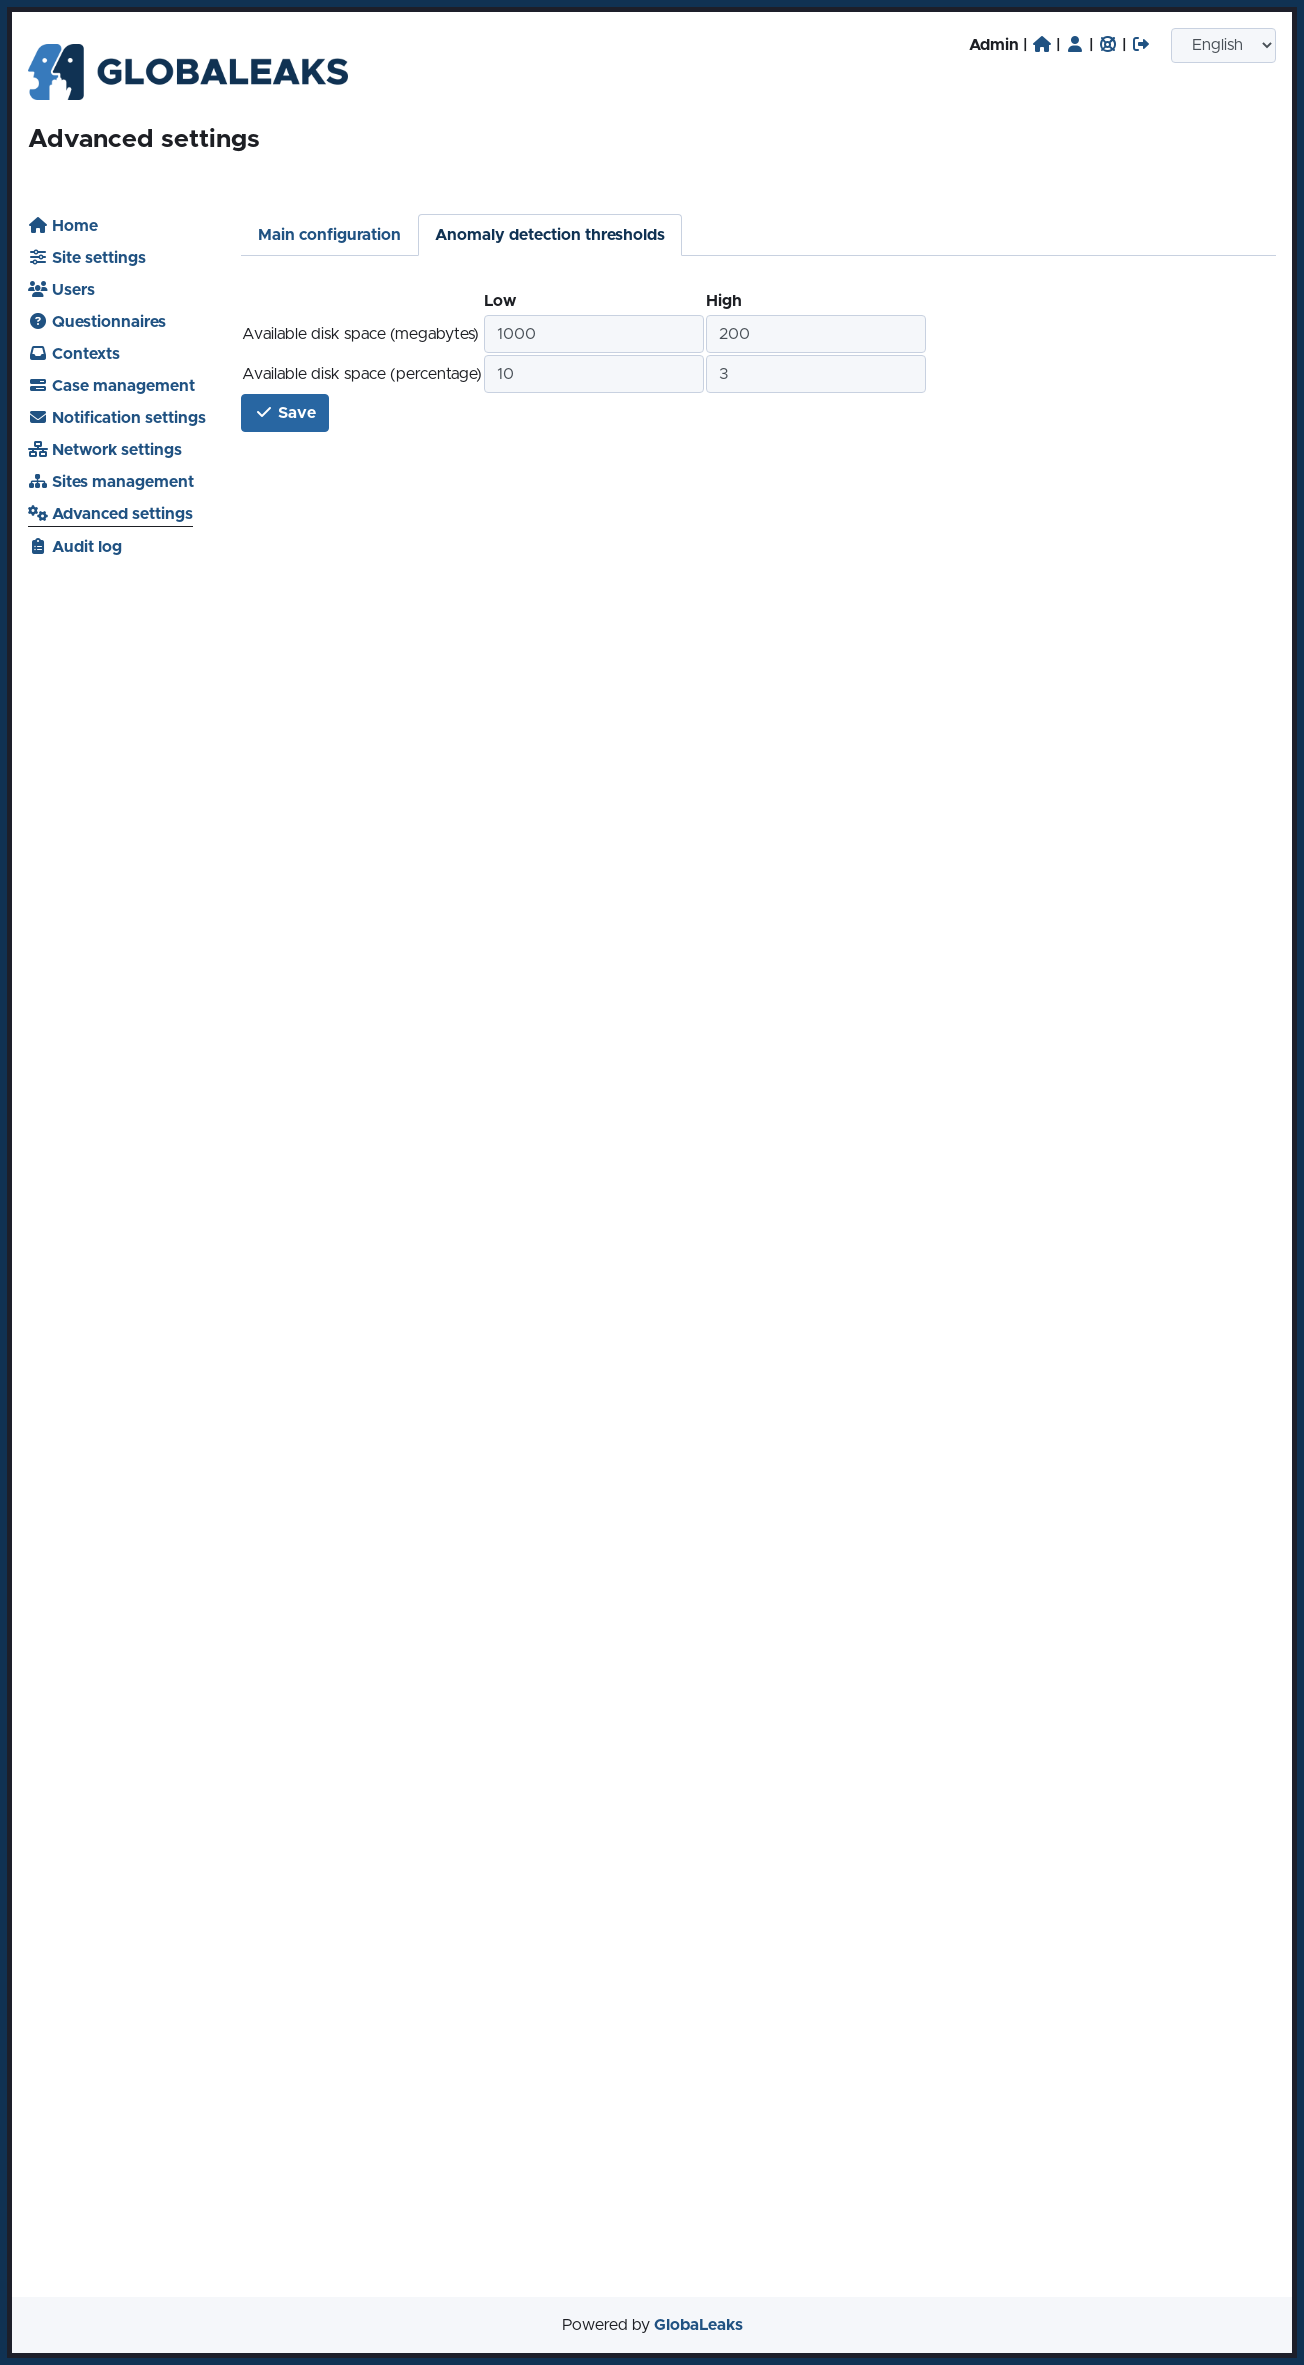 Admin | | | |
English
GLOBALEAKS
Advanced settings
Home
Site settings
Users
Questionnaires
Contexts
Case management
Notification settings
Network settings
Sites management
Advanced settings
Audit log
Main configuration
Anomaly detection thresholds
Low High
Available disk space (megabytes) 1000 200
Available disk space (percentage) 10 3
Save
Powered by GlobaLeaks